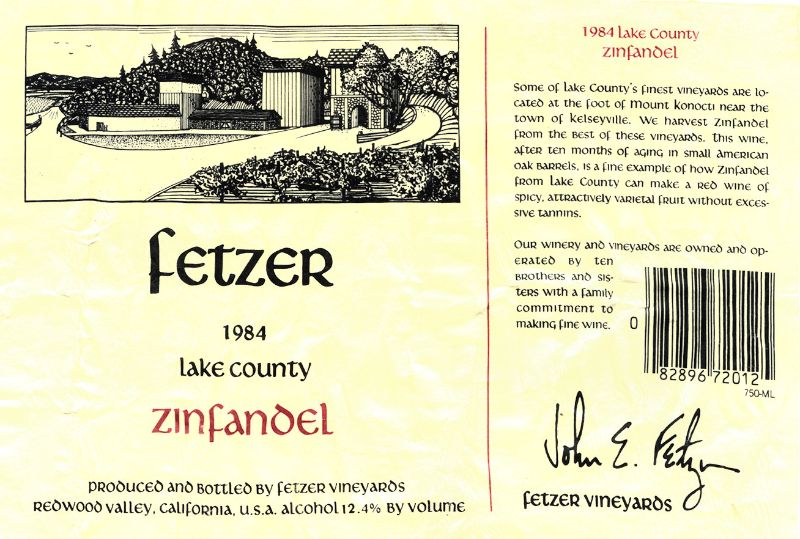 fetzer
1984
lake county
zinfandel
produced and bottled by fetzer vineyards
redwood valley, california, u.s.a. alcohol 12.4% by volume
1984 lake County
zinfandel
Some of lake County's finest vineyards are lo-
cated at the foot of Mount Konocti near the
town of kelseyville. We harvest Zinfandel
from the best of these vineyards. This wine,
after ten months of aging in small American
oak barrels, is a fine example of how Zinfandel
from lake County can make a red wine of
spicy, attractively varietal fruit without exces-
sive tannins.
Our winery and vineyards are owned and op-
erated by ten
brothers and sis-
ters with a family
commitment to
making fine wine.
0 82896 72012
750-ML
John E. Fetzer
fetzer vineyards